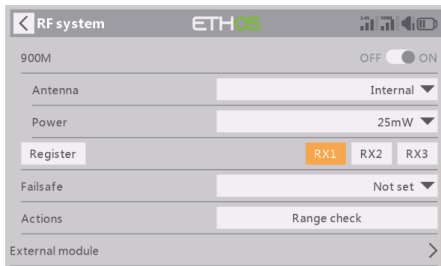 RF system ETHOS
900M OFF ON
Antenna Internal
Power 25mW
Register RX1 RX2 RX3
Failsafe Not set
Actions Range check
External module